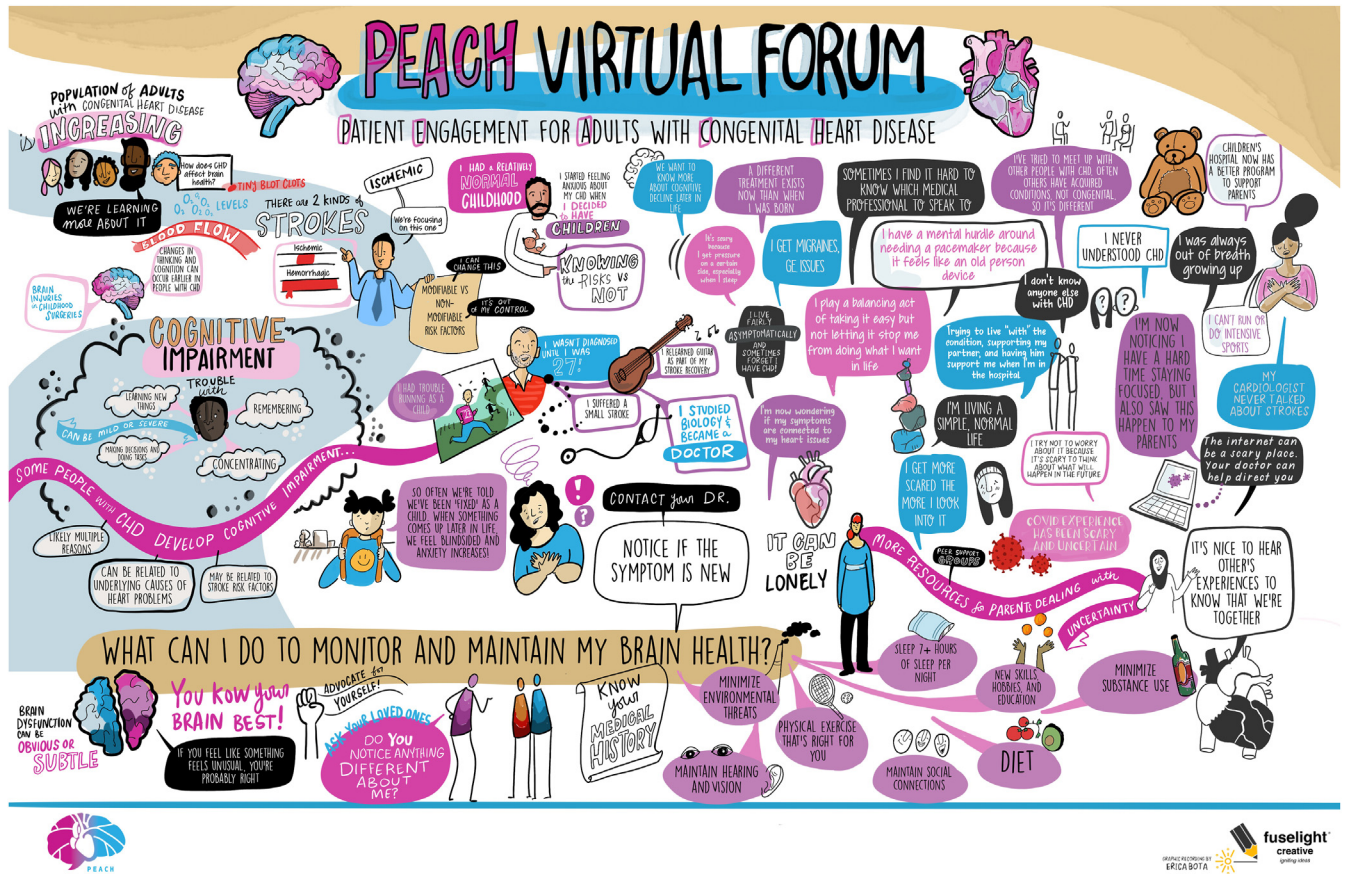 PEACH VIRTUAL FORUM
PATIENT ENGAGEMENT FOR ADULTS WITH CONGENITAL HEART DISEASE
POPULATION of ADULTS
with CONGENITAL HEART DISEASE
is INCREASING
How does CHD
affect brain
health?
WE'RE LEARNING
more ABOUT IT
TINY BLOT CLOTS
O₂ O₂ O₂ O₂ O₂ LEVELS
BLOOD FLOW
THERE are 2 KINDS of
STROKES
Ischemic
Hemorrhagic
ISCHEMIC
We're focusing
on this one
BRAIN
INJURIES
in CHILDHOOD
SURGERIES
CHANGES IN
THINKING AND
COGNITION CAN
OCCUR EARLIER IN
PEOPLE WITH CHD
MODIFIABLE VS
NON-
MODIFIABLE
RISK FACTORS
I CAN
CHANGE THIS
IT'S OUT
of MY CONTROL
COGNITIVE
IMPAIRMENT
TROUBLE
with
LEARNING NEW
THINGS
REMEMBERING
CAN BE MILD or SEVERE
MAKING DECISIONS AND
DOING TASKS
CONCENTRATING
SOME PEOPLE WITH CHD DEVELOP COGNITIVE IMPAIRMENT...
LIKELY MULTIPLE
REASONS
CAN BE RELATED TO
UNDERLYING CAUSES OF
HEART PROBLEMS
MAY BE RELATED TO
STROKE RISK FACTORS
I HAD A RELATIVELY
NORMAL
CHILDHOOD
I STARTED FEELING
ANXIOUS ABOUT
MY CHD WHEN
I DECIDED
to HAVE
CHILDREN
KNOWING
the RISKS VS
NOT
I HAD TROUBLE
RUNNING AS A
CHILD
I WASN'T DIAGNOSED
UNTIL I WAS
27!
I SUFFERED A
SMALL STROKE
I RELEARNED GUITAR
AS PART OF MY
STROKE RECOVERY
I STUDIED
BIOLOGY &
BECAME a
DOCTOR
SO OFTEN WE'RE TOLD
WE'VE BEEN "FIXED" AS A
CHILD. WHEN SOMETHING
COMES UP LATER IN LIFE,
WE FEEL BLINDSIDED AND
ANXIETY INCREASES!
!
?
CONTACT your DR.
NOTICE IF THE
SYMPTOM IS NEW
WE WANT TO
KNOW MORE
ABOUT COGNITIVE
DECLINE LATER IN
LIFE
A DIFFERENT
TREATMENT EXISTS
NOW THAN WHEN
I WAS BORN
It's scary
because
I get pressure
on a certain
side, especially
when I sleep
I GET MIGRAINES,
GE ISSUES
I LIVE
FAIRLY
ASYMPTOMATICALLY
AND
SOMETIMES
FORGET I
HAVE CHD!
I'm now wondering
if my symptoms
are connected to
my heart issues
SOMETIMES I FIND IT HARD TO
KNOW WHICH MEDICAL
PROFESSIONAL TO SPEAK TO
I have a mental hurdle around
needing a pacemaker because
it feels like an old person
device
I play a balancing act
of taking it easy but
not letting it stop me
from doing what I want
in life
I'VE TRIED TO MEET UP WITH
OTHER PEOPLE WITH CHD. OFTEN
OTHERS HAVE ACQUIRED
CONDITIONS, NOT CONGENITAL,
SO IT'S DIFFERENT
CHILDREN'S
HOSPITAL NOW HAS
A BETTER PROGRAM
TO SUPPORT
PARENTS
I NEVER
UNDERSTOOD CHD
? ?
I don't know
anyone else
with CHD
I was always
out of breath
growing up
I CAN'T RUN OR
DO INTENSIVE
SPORTS
Trying to live "with" the
condition, supporting my
partner, and having him
support me when I'm in
the hospital
I'M NOW
NOTICING I
HAVE A HARD
TIME STAYING
FOCUSED, BUT I
ALSO SAW THIS
HAPPEN TO MY
PARENTS
MY
CARDIOLOGIST
NEVER TALKED
ABOUT STROKES
I'M LIVING A
SIMPLE, NORMAL
LIFE
I TRY NOT TO WORRY
ABOUT IT BECAUSE
IT'S SCARY TO THINK
ABOUT WHAT WILL
HAPPEN IN THE FUTURE
The internet can
be a scary place.
Your doctor can
help direct you
I GET MORE
SCARED THE
MORE I LOOK
INTO IT
COVID EXPERIENCE
HAS BEEN SCARY
AND UNCERTAIN
IT CAN
BE
LONELY
PEER SUPPORT
GROUPS
MORE RESOURCES for PARENTS DEALING with
UNCERTAINTY
IT'S NICE TO HEAR
OTHER'S
EXPERIENCES TO
KNOW THAT WE'RE
TOGETHER
WHAT CAN I DO TO MONITOR AND MAINTAIN MY BRAIN HEALTH?
BRAIN
DYSFUNCTION
CAN BE
OBVIOUS OR
SUBTLE
You kow your
BRAIN BEST!
IF YOU FEEL LIKE SOMETHING
FEELS UNUSUAL, YOU'RE
PROBABLY RIGHT
ADVOCATE for
YOURSELF!
ASK YOUR LOVED ONES
DO YOU
NOTICE ANYTHING
DIFFERENT
ABOUT
ME?
KNOW
your
MEDICAL
HISTORY
MINIMIZE
ENVIRONMENTAL
THREATS
MAINTAIN HEARING
AND VISION
PHYSICAL EXERCISE
THAT'S RIGHT FOR
YOU
SLEEP 7+ HOURS
OF SLEEP PER
NIGHT
MAINTAIN SOCIAL
CONNECTIONS
NEW SKILLS,
HOBBIES, AND
EDUCATION
DIET
MINIMIZE
SUBSTANCE USE
PEACH
GRAPHIC RECORDING BY
ERICA BOTA
fuselight
creative
igniting ideas